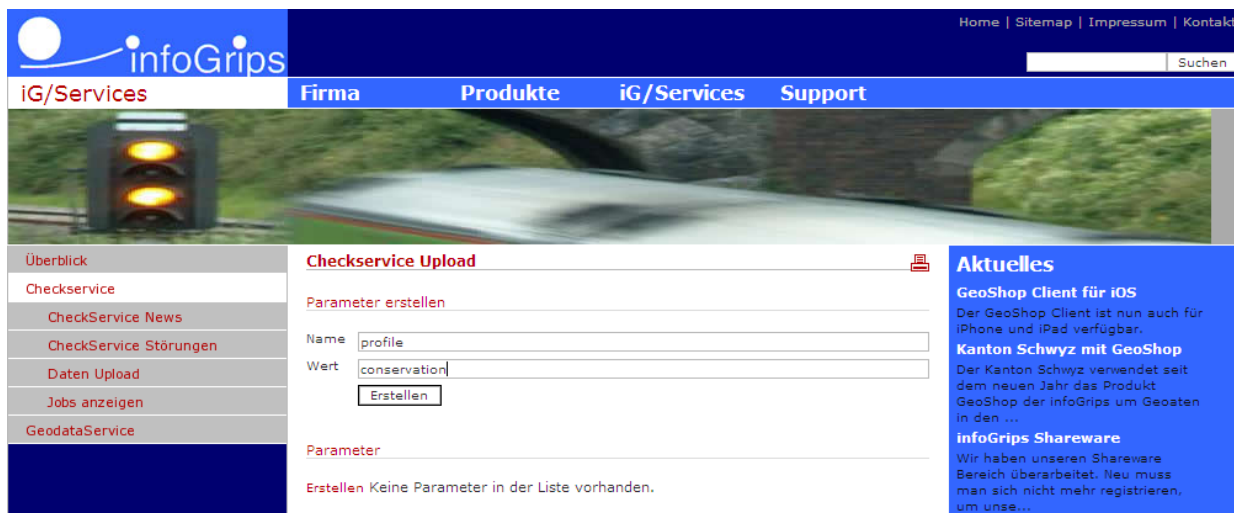 Home | Sitemap | Impressum | Kontakt
infoGrips
Suchen
iG/Services
Firma Produkte iG/Services Support
Überblick
Checkservice
CheckService News
CheckService Störungen
Daten Upload
Jobs anzeigen
GeodataService
Checkservice Upload
Parameter erstellen
Name profile
Wert conservation
Erstellen
Parameter
Erstellen Keine Parameter in der Liste vorhanden.
Aktuelles
GeoShop Client für iOS
Der GeoShop Client ist nun auch für
iPhone und iPad verfügbar.
Kanton Schwyz mit GeoShop
Der Kanton Schwyz verwendet seit
dem neuen Jahr das Produkt
GeoShop der infoGrips um Geoaten
in den ...
infoGrips Shareware
Wir haben unseren Shareware
Bereich überarbeitet. Neu muss
man sich nicht mehr registrieren,
um unse...